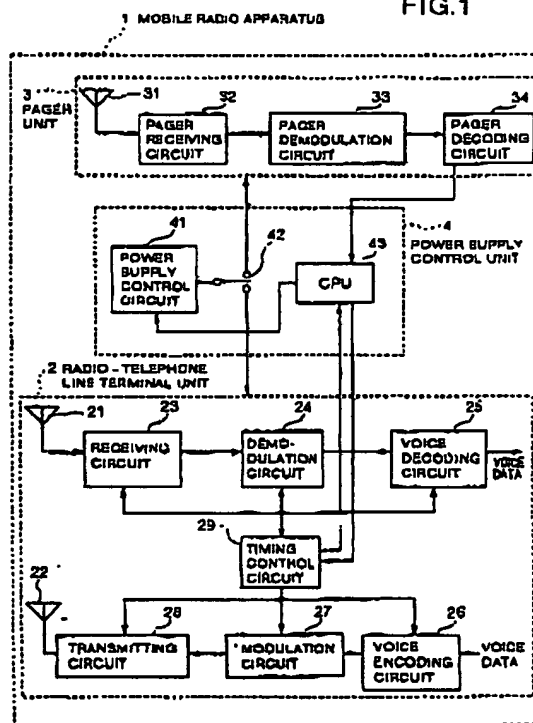 FIG.1
1 MOBILE RADIO APPARATUS
3 PAGER
UNIT
31
32
33
34
PAGER
RECEIVING
CIRCUIT
PAGER
DEMODULATION
CIRCUIT
PAGER
DECODING
CIRCUIT
4
POWER SUPPLY
CONTROL UNIT
41
42
43
POWER
SUPPLY
CONTROL
CIRCUIT
CPU
2 RADIO - TELEPHONE
LINE TERMINAL UNIT
21
23
24
25
RECEIVING
CIRCUIT
DEMO-
DULATION
CIRCUIT
VOICE
DECODING
CIRCUIT
VOICE
DATA
29
TIMING
CONTROL
CIRCUIT
22
28
27
26
TRANSMITTING
CIRCUIT
MODULATION
CIRCUIT
VOICE
ENCODING
CIRCUIT
VOICE
DATA